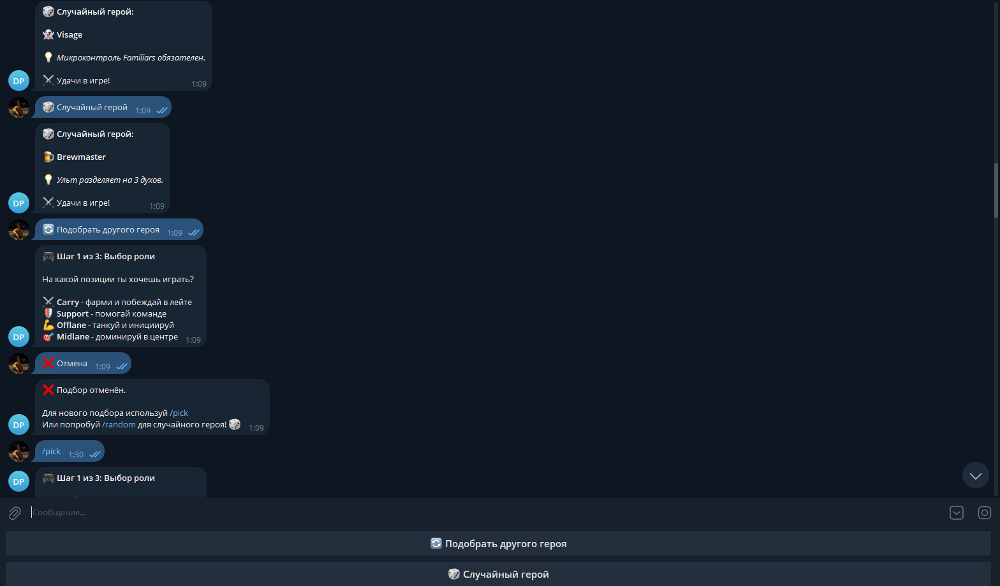 Случайный герой:
Visage
Микроконтроль Familiars обязателен.
Удачи в игре!
1:09
DP
Случайный герой
1:09
Случайный герой:
Brewmaster
Ульт разделяет на 3 духов.
Удачи в игре!
1:09
DP
Подобрать другого героя
1:09
Шаг 1 из 3: Выбор роли
На какой позиции ты хочешь играть?
Carry - фарми и побеждай в лейте
Support - помогай команде
Offlane - танкуй и инициируй
Midlane - доминируй в центре
1:09
DP
Отмена
1:09
Подбор отменён.
Для нового подбора используй /pick
Или попробуй /random для случайного героя!
1:09
DP
/pick
1:30
Шаг 1 из 3: Выбор роли
DP
Сообщение...
Подобрать другого героя
Случайный герой